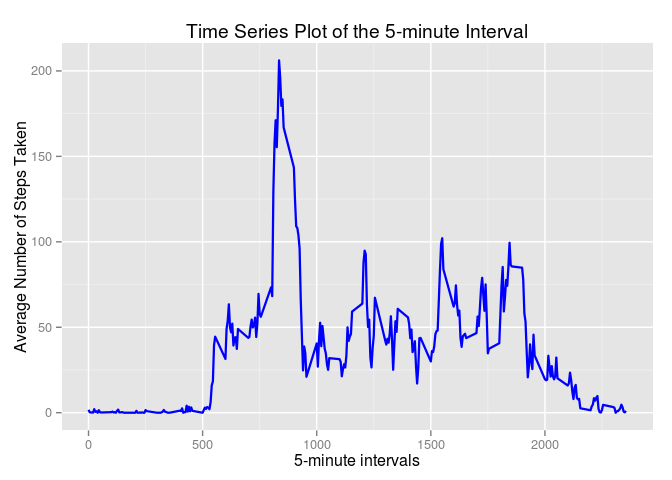 Time Series Plot of the 5-minute Interval
Average Number of Steps Taken
200
150
100
50
0
0 500 1000 1500 2000
5-minute intervals